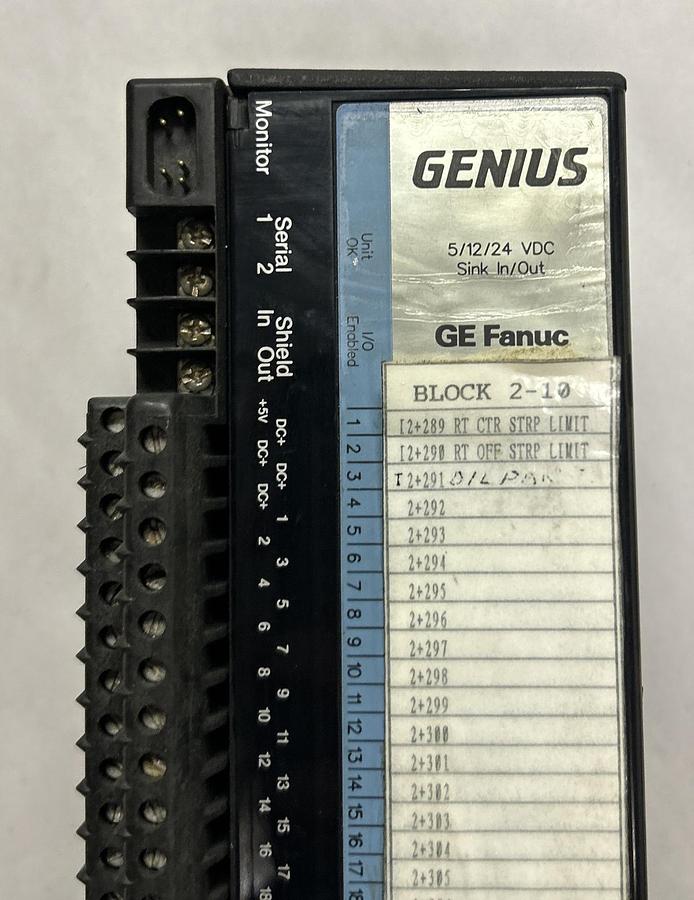 Monitor
Serial
1 2
Shield
In Out
+5V DC+ DC+
DC+ DC+ 1 3 5 7 9 11 13 15 17
2 4 6 8 10 12 14 16 18
Unit
OK
I/O
Enabled
GENIUS
5/12/24 VDC
Sink In/Out
GE Fanuc
BLOCK 2-10
1 I2+289 RT CTR STRP LIMIT
2 I2+290 RT OFF STRP LIMIT
3 I2+291
4 2+292
5 2+293
6 2+294
7 2+295
8 2+296
9 2+297
10 2+298
11 2+299
12 2+300
13 2+301
14 2+302
15 2+303
16 2+304
17 2+305
18